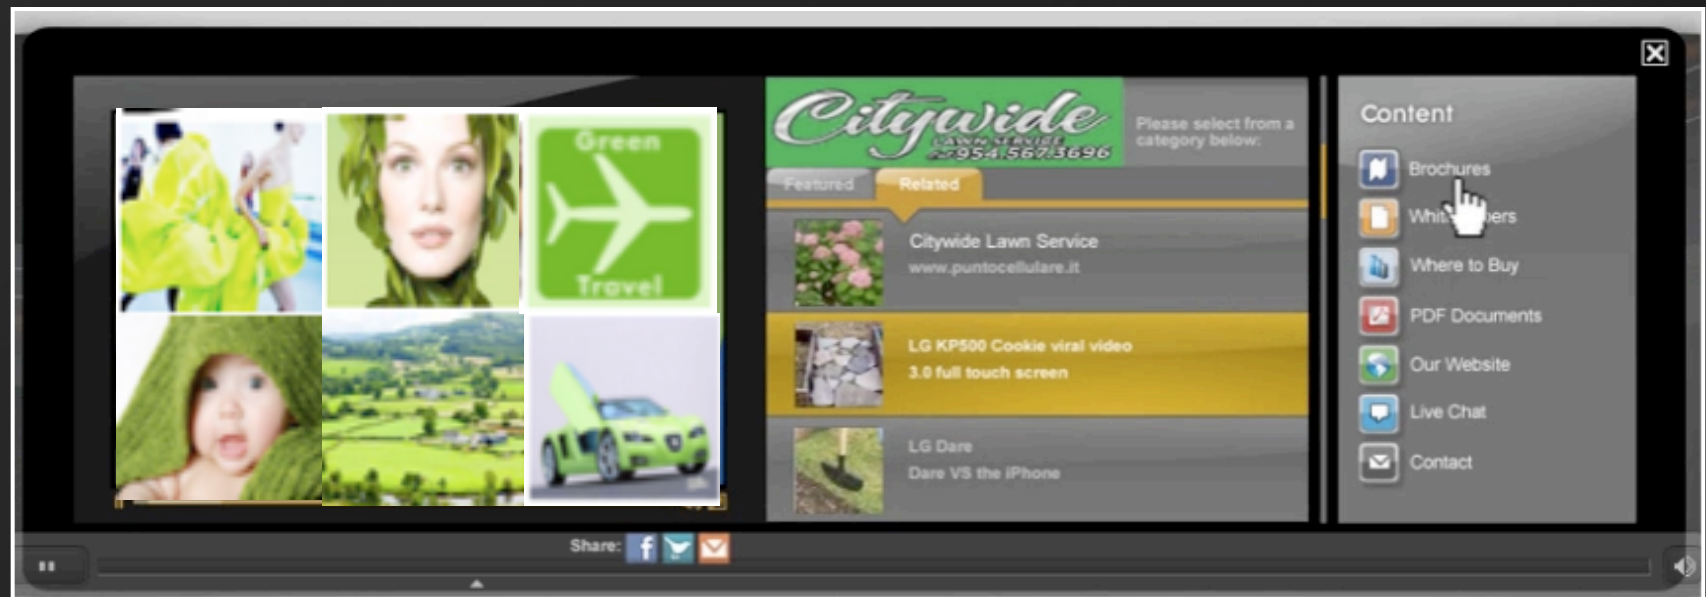 Green
Travel
Citywide
LAWN SERVICE
954.567.3696
Please select from a
category below:
Featured
Related
Citywide Lawn Service
www.puntocellulare.it
LG KP500 Cookie viral video
3.0 full touch screen
LG Dare
Dare VS the iPhone
Content
Brochures
Where to Buy
PDF Documents
Our Website
Live Chat
Contact
Share: